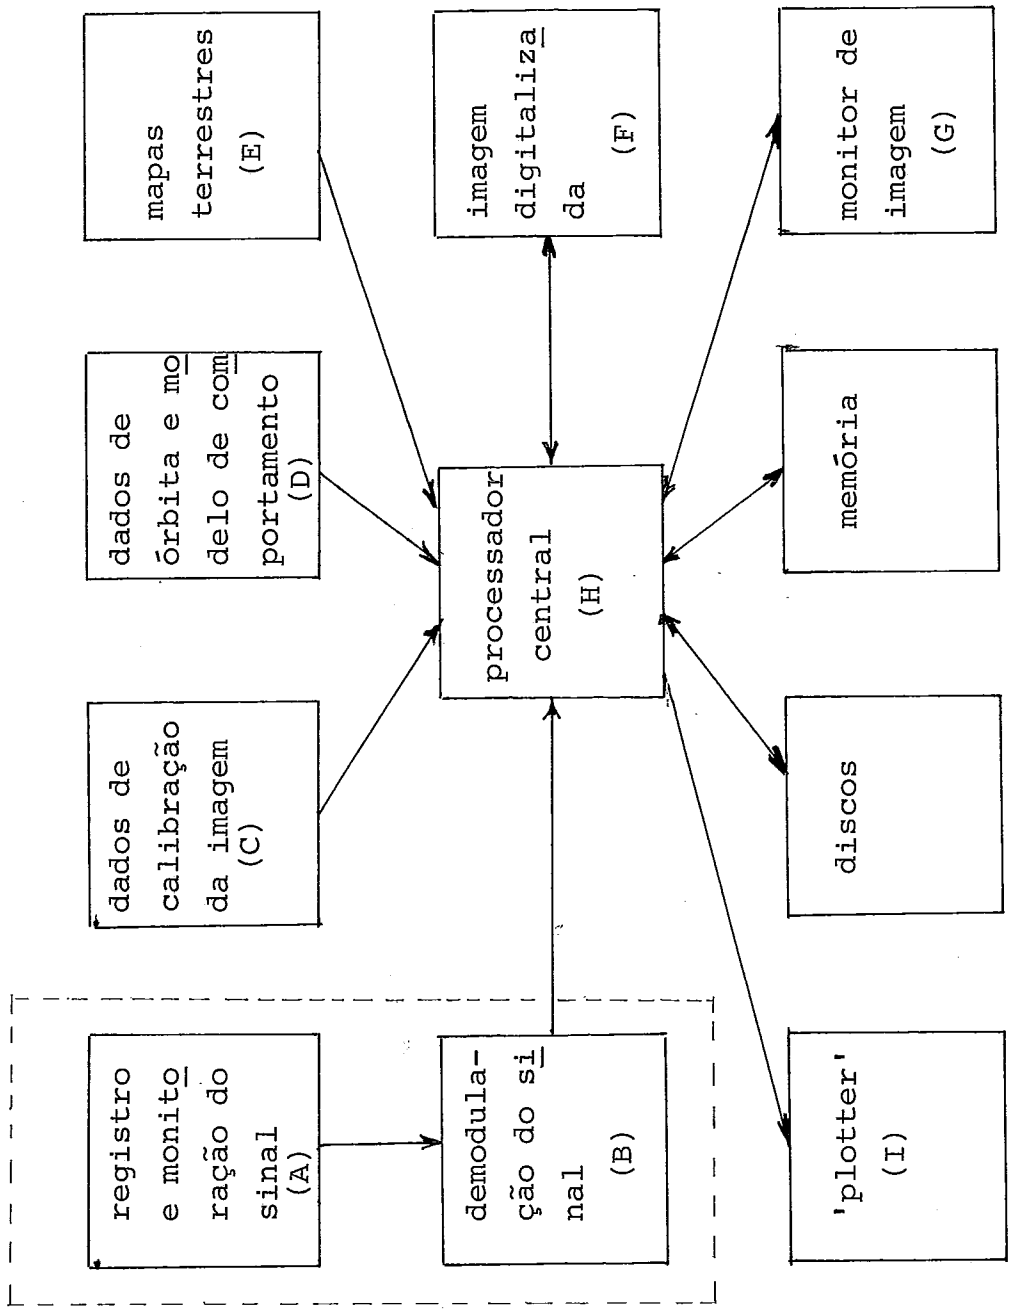 registro
e monito
ração do
sinal
(A)
dados de
calibração
da imagem
(C)
dados de
órbita e mo
delo de com
portamento
(D)
mapas
terrestres
(E)
demodula-
ção do si
nal
(B)
processador
central
(H)
imagem
digitaliza
da
(F)
'plotter'
(I)
discos
memória
monitor de
imagem
(G)